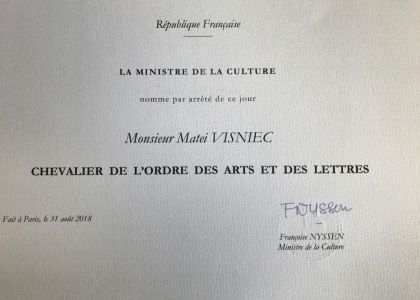 République Française
LA MINISTRE DE LA CULTURE
nomme par arrêté de ce jour
Monsieur Matei VISNIEC
CHEVALIER DE L'ORDRE DES ARTS ET DES LETTRES
Fait à Paris, le 31 août 2018
FNyssen
Françoise NYSSEN
Ministre de la Culture